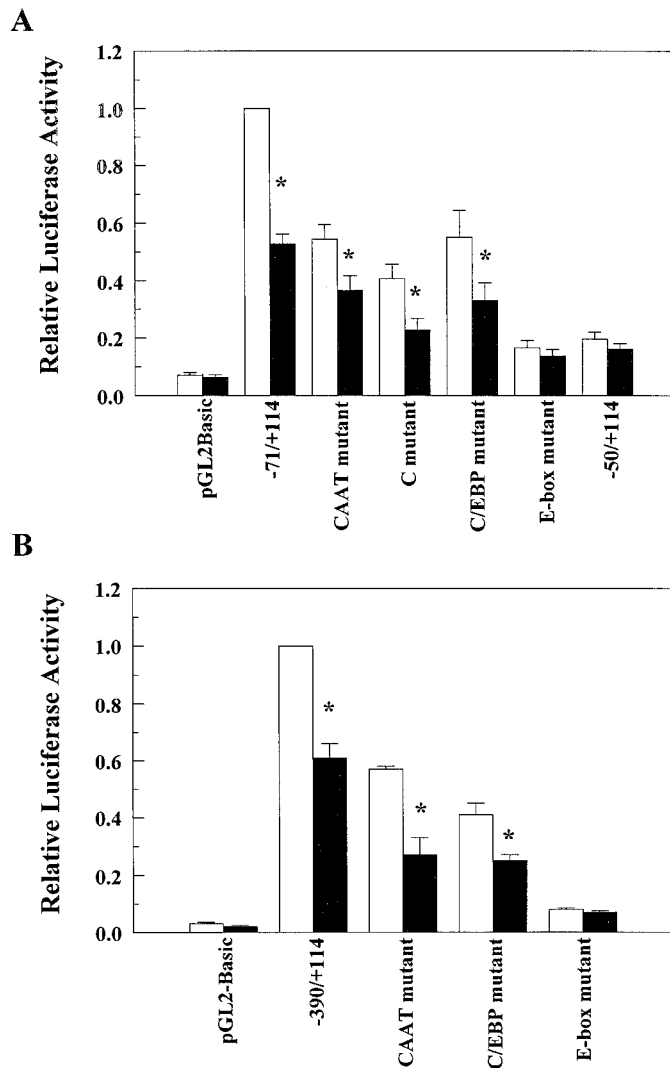 A
Relative Luciferase Activity
1.2
1.0
0.8
0.6
0.4
0.2
0.0
*
*
*
*
pGL2Basic
-71/+114
CAAT mutant
C mutant
C/EBP mutant
E-box mutant
-50/+114
B
Relative Luciferase Activity
1.2
1.0
0.8
0.6
0.4
0.2
0.0
*
*
*
pGL2-Basic
-390/+114
CAAT mutant
C/EBP mutant
E-box mutant